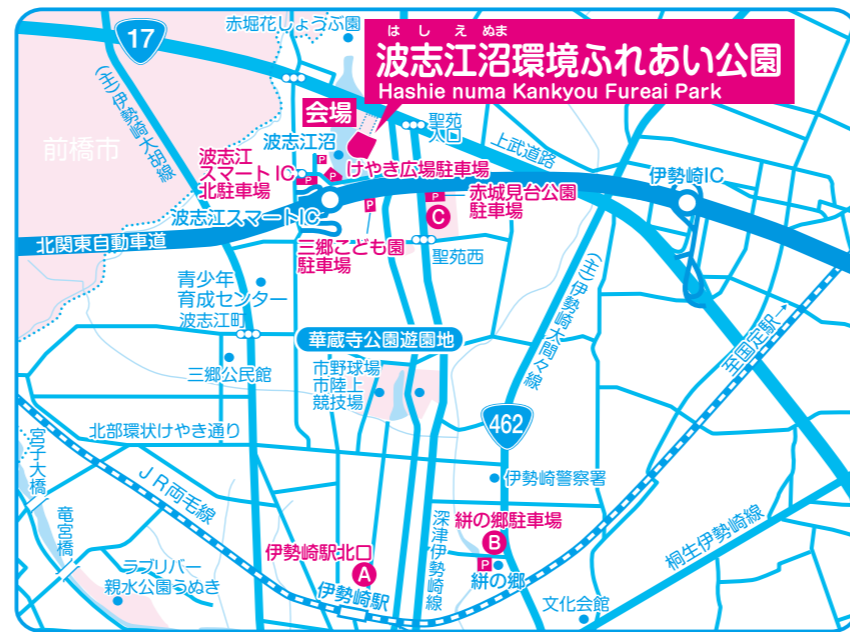 赤堀花しょうぶ園
17
は し え ぬま
波志江沼環境ふれあい公園
Hashie numa Kankyou Fureai Park
(主)伊勢崎大胡線
前橋市
会場
波志江沼
聖苑
入口
上武道路
波志江
スマートIC
北駐車場
P
P
P
けやき広場駐車場
P
赤城見台公園
駐車場
伊勢崎IC
波志江スマートIC
P
C
北関東自動車道
三郷こども園
駐車場
聖苑西
青少年
育成センター
波志江町
(主)伊勢崎大間々線
至国定駅→
華蔵寺公園遊園地
三郷公民館
市野球場
市陸上
競技場
462
北部環状けやき通り
宮子大橋
JR両毛線
伊勢崎警察署
竜宮橋
深津伊勢崎線
絣の郷駐車場
B
桐生伊勢崎線
伊勢崎駅北口
A
P
絣の郷
ラブリバー
親水公園うぬき
伊勢崎駅
文化会館